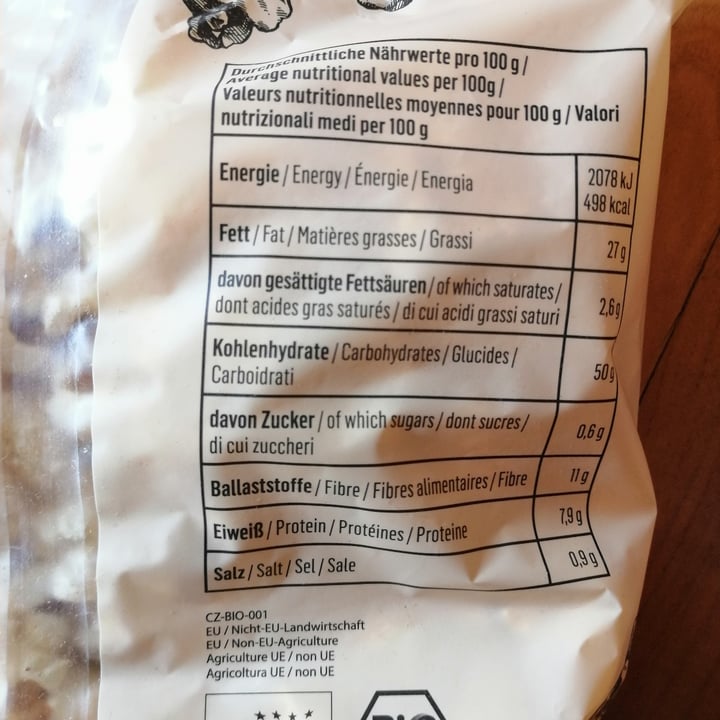 Durchschnittliche Nährwerte pro 100 g /
Average nutritional values per 100g /
Valeurs nutritionnelles moyennes pour 100 g / Valori
nutrizionali medi per 100 g
Energie / Energy / Énergie / Energia
2078 kJ
498 kcal
Fett / Fat / Matières grasses / Grassi
27 g
davon gesättigte Fettsäuren / of which saturates /
dont acides gras saturés / di cui acidi grassi saturi
2,6g
Kohlenhydrate / Carbohydrates / Glucides /
Carboidrati
50g
davon Zucker / of which sugars / dont sucres /
di cui zuccheri
0,6 g
Ballaststoffe / Fibre / Fibres alimentaires / Fibre
11 g
Eiweiß / Protein / Protéines / Proteine
7,9 g
Salz / Salt / Sel / Sale
0,9 g
CZ-BIO-001
EU / Nicht-EU-Landwirtschaft
EU / Non-EU-Agriculture
Agriculture UE / non UE
Agricoltura UE / non UE
BIO